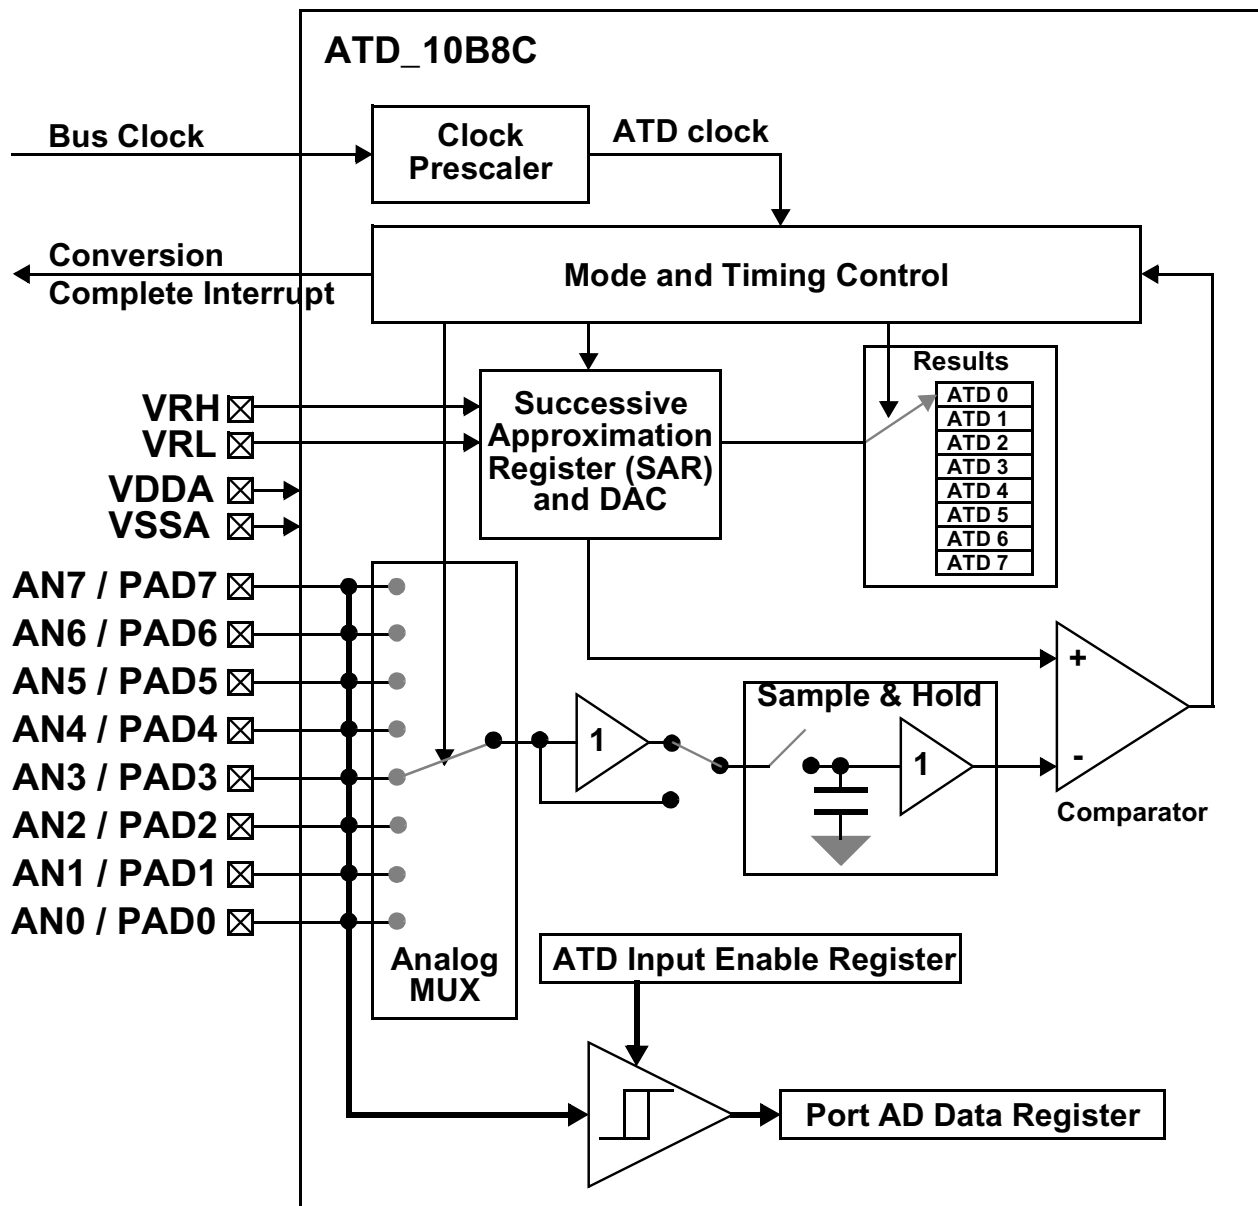 ATD_10B8C
Bus Clock
Clock
Prescaler
ATD clock
Conversion
Complete Interrupt
Mode and Timing Control
Results
ATD 0
ATD 1
ATD 2
ATD 3
ATD 4
ATD 5
ATD 6
ATD 7
VRH
VRL
VDDA
VSSA
Successive
Approximation
Register (SAR)
and DAC
AN7 / PAD7
AN6 / PAD6
AN5 / PAD5
AN4 / PAD4
AN3 / PAD3
AN2 / PAD2
AN1 / PAD1
AN0 / PAD0
Analog
MUX
1
Sample & Hold
1
+
-
Comparator
ATD Input Enable Register
Port AD Data Register